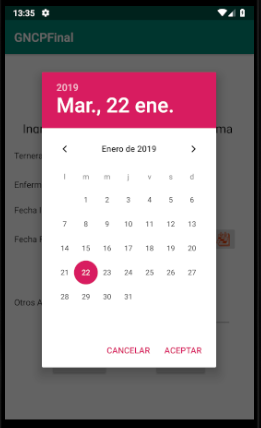 13:35
GNCPFinal
2019
Mar., 22 ene.
Enero de 2019
l m m j v s d
1 2 3 4 5 6
7 8 9 10 11 12 13
14 15 16 17 18 19 20
21 22 23 24 25 26 27
28 29 30 31
CANCELAR ACEPTAR
Ternera
Enferm
Fecha
Fecha
Otros A